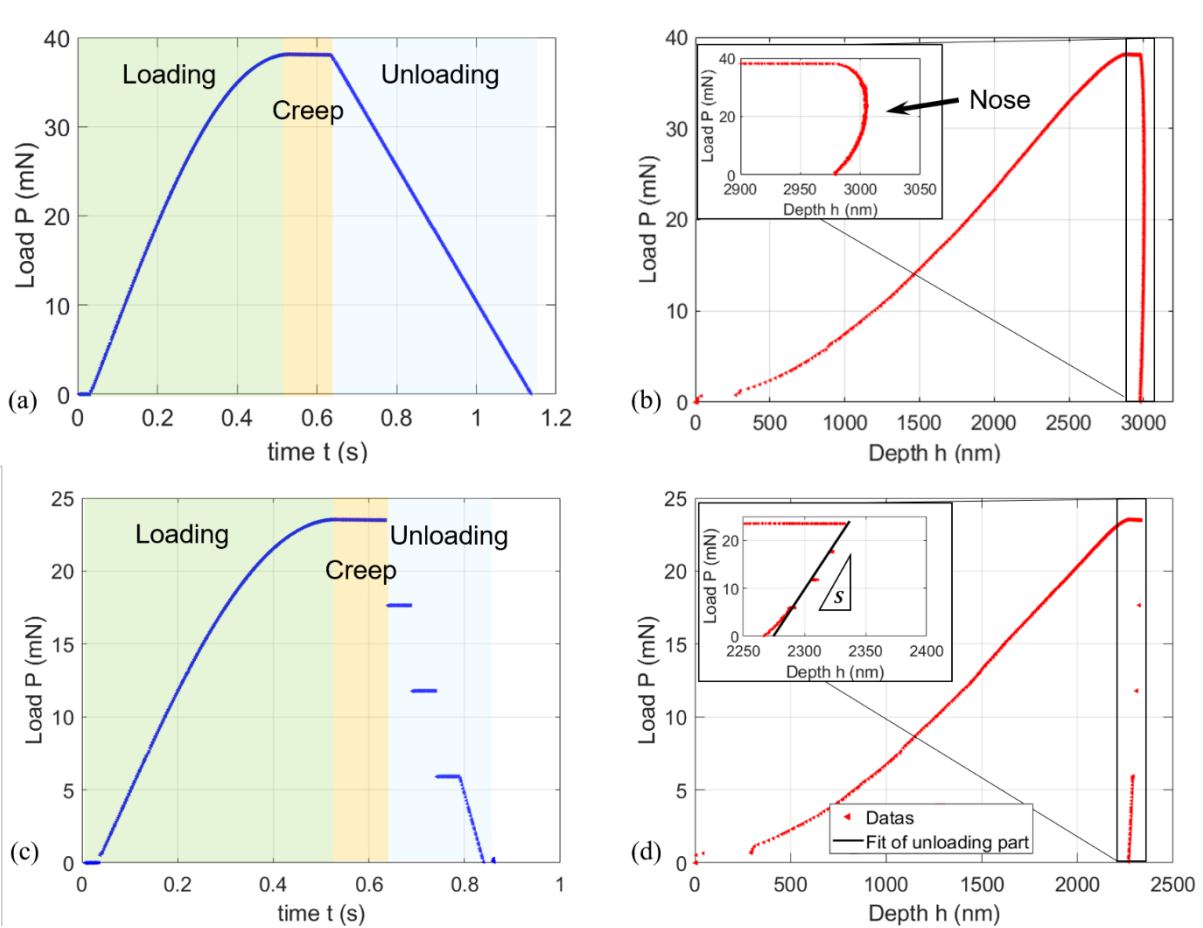 40
30
20
10
0
Load P (mN)
Loading
Creep
Unloading
(a)
0
0.2
0.4
0.6
0.8
1
1.2
time t (s)
40
30
20
10
0
Load P (mN)
40
20
0
Load P (mN)
2900
2950
3000
3050
Depth h (nm)
Nose
(b)
0
500
1000
1500
2000
2500
3000
Depth h (nm)
25
20
15
10
5
0
Load P (mN)
Loading
Creep
Unloading
(c)
0
0.2
0.4
0.6
0.8
1
time t (s)
25
20
15
10
5
0
Load P (mN)
20
10
0
Load P (mN)
S
2250
2300
2350
2400
Depth h (nm)
Datas
Fit of unloading part
(d)
0
500
1000
1500
2000
2500
Depth h (nm)